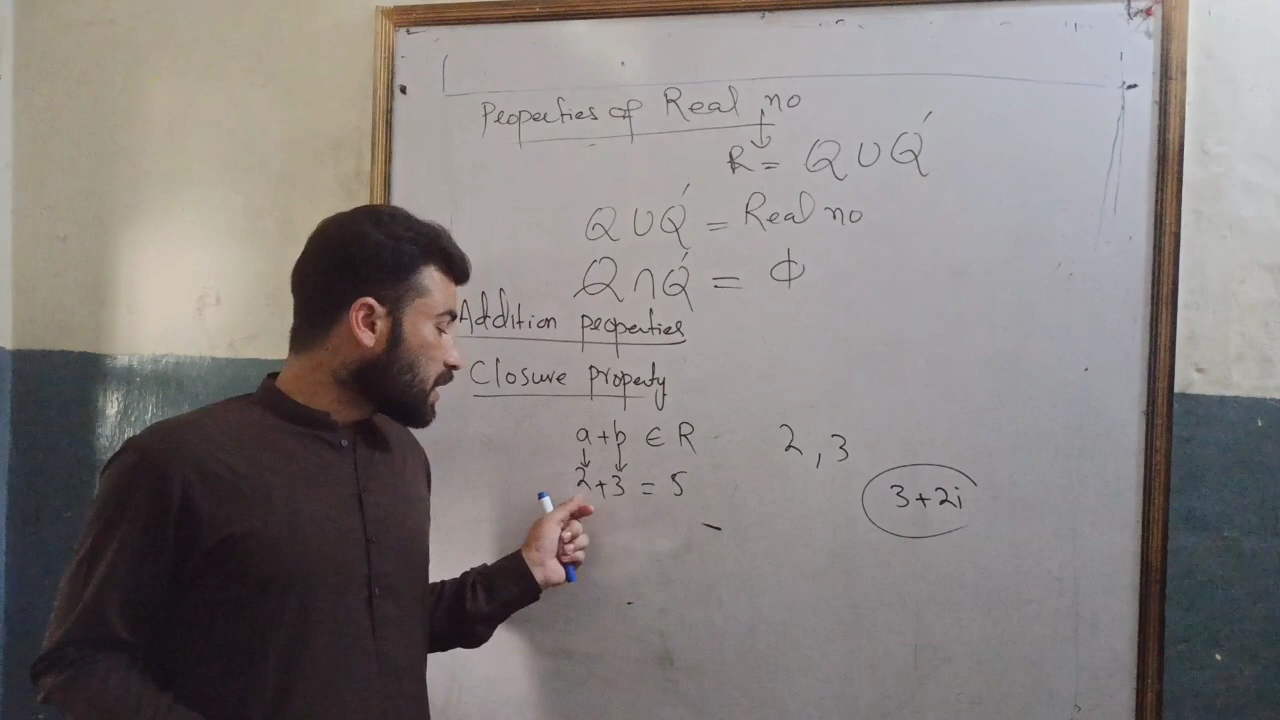 Properties of Real no
R = Q ∪ Q′
Q ∪ Q′ = Real no
Q ∩ Q′ = ϕ
Addition properties
Closure property
a+b ∈ R
2+3 = 5
2, 3
3+2i